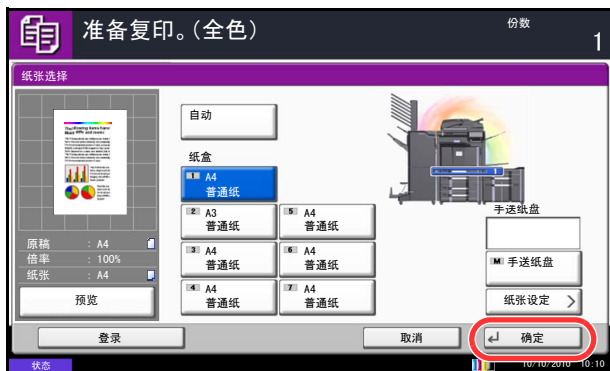 准备复印。(全色)
份数
1
纸张选择
自动
纸盒
1 A4
普通纸
2 A3
普通纸
5 A4
普通纸
3 A4
普通纸
6 A4
普通纸
4 A4
普通纸
7 A4
普通纸
1
手送纸盘
M 手送纸盘
纸张设定 >
原稿 : A4
倍率 : 100%
纸张 : A4
预览
登录
取消
确定
状态
10/10/2010 10:10